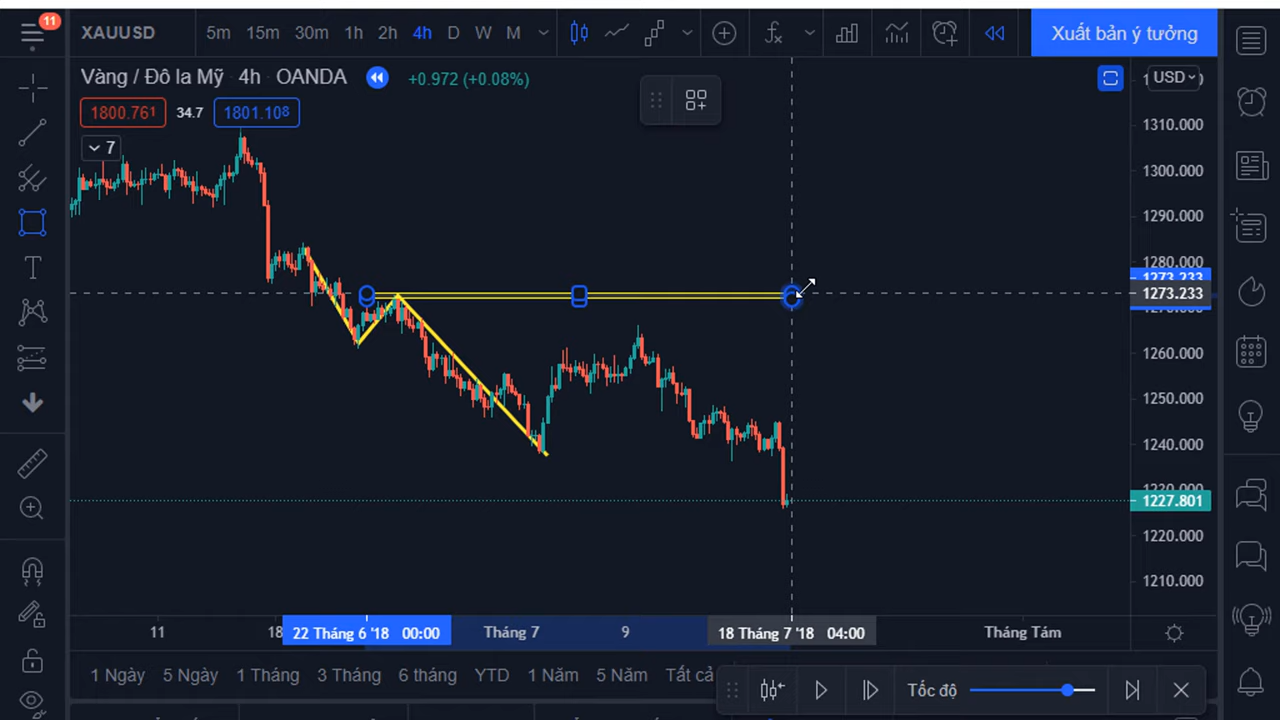 11
XAUUSD 5m 15m 30m 1h 2h 4h D W M Xuất bản ý tưởng
Vàng / Đô la Mỹ 4h OANDA +0.972 (+0.08%) USD
1800.761 34.7 1801.108
7
1310.000
1300.000
1290.000
1280.000
1273.233
1273.233
1260.000
1250.000
1240.000
1227.801
1220.000
1210.000
11 18 22 Tháng 6 '18 00:00 Tháng 7 9 18 Tháng 7 '18 04:00 Tháng Tám
1 Ngày 5 Ngày 1 Tháng 3 Tháng 6 tháng YTD 1 Năm 5 Năm Tất cả Tốc độ